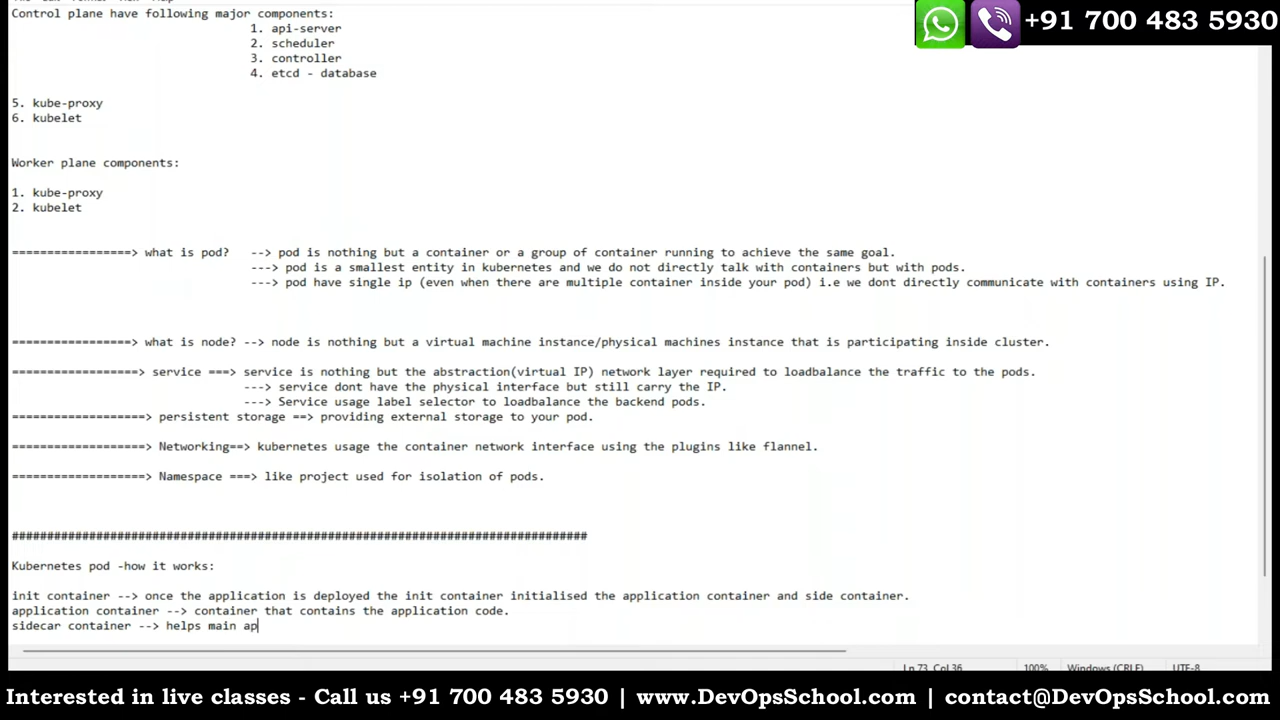 Control plane have following major components:
+91 700 483 5930
1. api-server
2. scheduler
3. controller
4. etcd - database
5. kube-proxy
6. kubelet
Worker plane components:
1. kube-proxy
2. kubelet
=================> what is pod?   --> pod is nothing but a container or a group of container running to achieve the same goal.
---> pod is a smallest entity in kubernetes and we do not directly talk with containers but with pods.
---> pod have single ip (even when there are multiple container inside your pod) i.e we dont directly communicate with containers using IP.
=================> what is node? --> node is nothing but a virtual machine instance/physical machines instance that is participating inside cluster.
==================> service ===> service is nothing but the abstraction(virtual IP) network layer required to loadbalance the traffic to the pods.
---> service dont have the physical interface but still carry the IP.
---> Service usage label selector to loadbalance the backend pods.
===================> persistent storage ==> providing external storage to your pod.
===================> Networking==> kubernetes usage the container network interface using the plugins like flannel.
===================> Namespace ===> like project used for isolation of pods.
##################################################################################
Kubernetes pod -how it works:
init container --> once the application is deployed the init container initialised the application container and side container.
application container --> container that contains the application code.
sidecar container --> helps main ap
Ln 73, Col 36 100% Windows (CRLF) UTF-8
Interested in live classes - Call us +91 700 483 5930 | www.DevOpsSchool.com | contact@DevOpsSchool.com